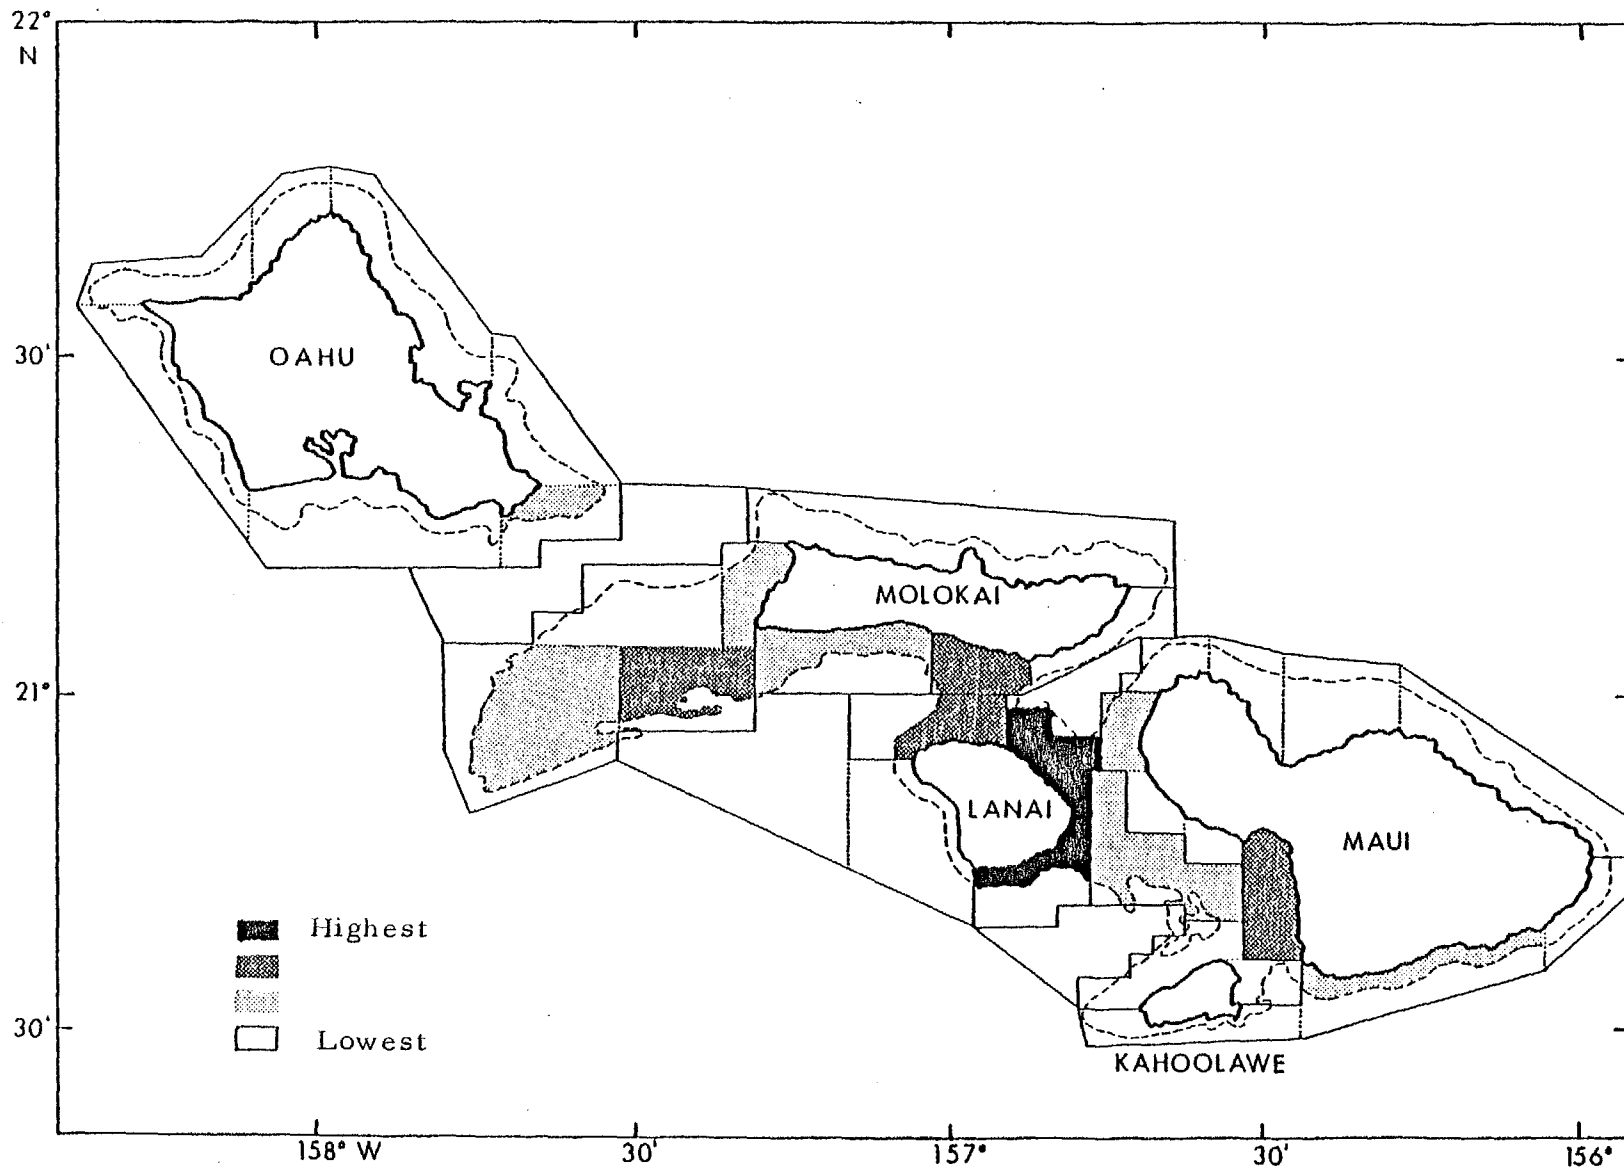 22°
N
OAHU
30'
MOLOKAI
21°
LANAI
MAUI
Highest
Lowest
30'
KAHOOLAWE
158° W
30'
157°
30'
156°